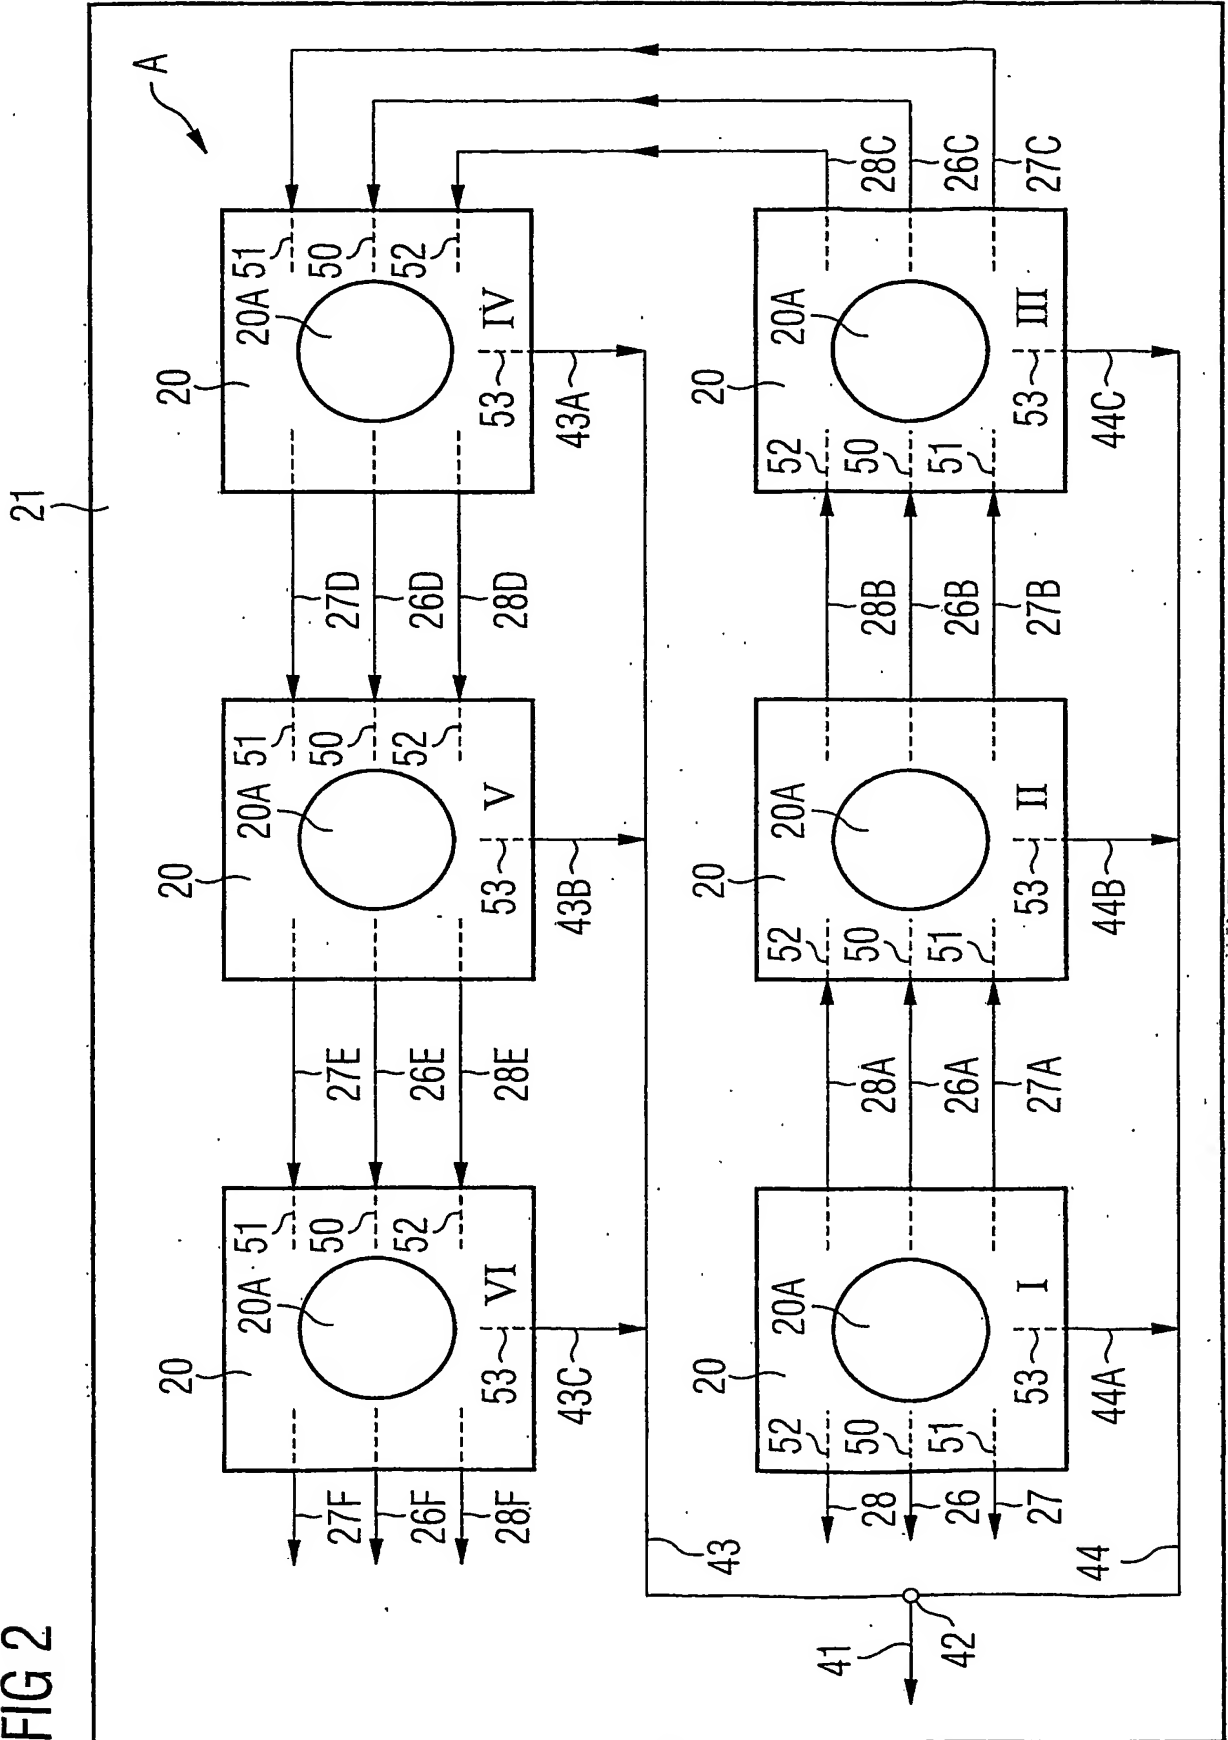 FIG 2
21
A
20 20 20
20A 51 20A 51 20A 51
50 50 50
27F 27E 27D
52 52 52
26F 26E 26D
53 VI 53 V 53 IV
28F 28E 28D
43C 43B 43A
20 20 20
43
52 20A 52 20A 52 20A
41
50 50 50
28 28A 28B 28C
51 51 51
42 26 26A 26B 26C
53 I 53 II 53 III
27 27A 27B 27C
44 44A 44B 44C